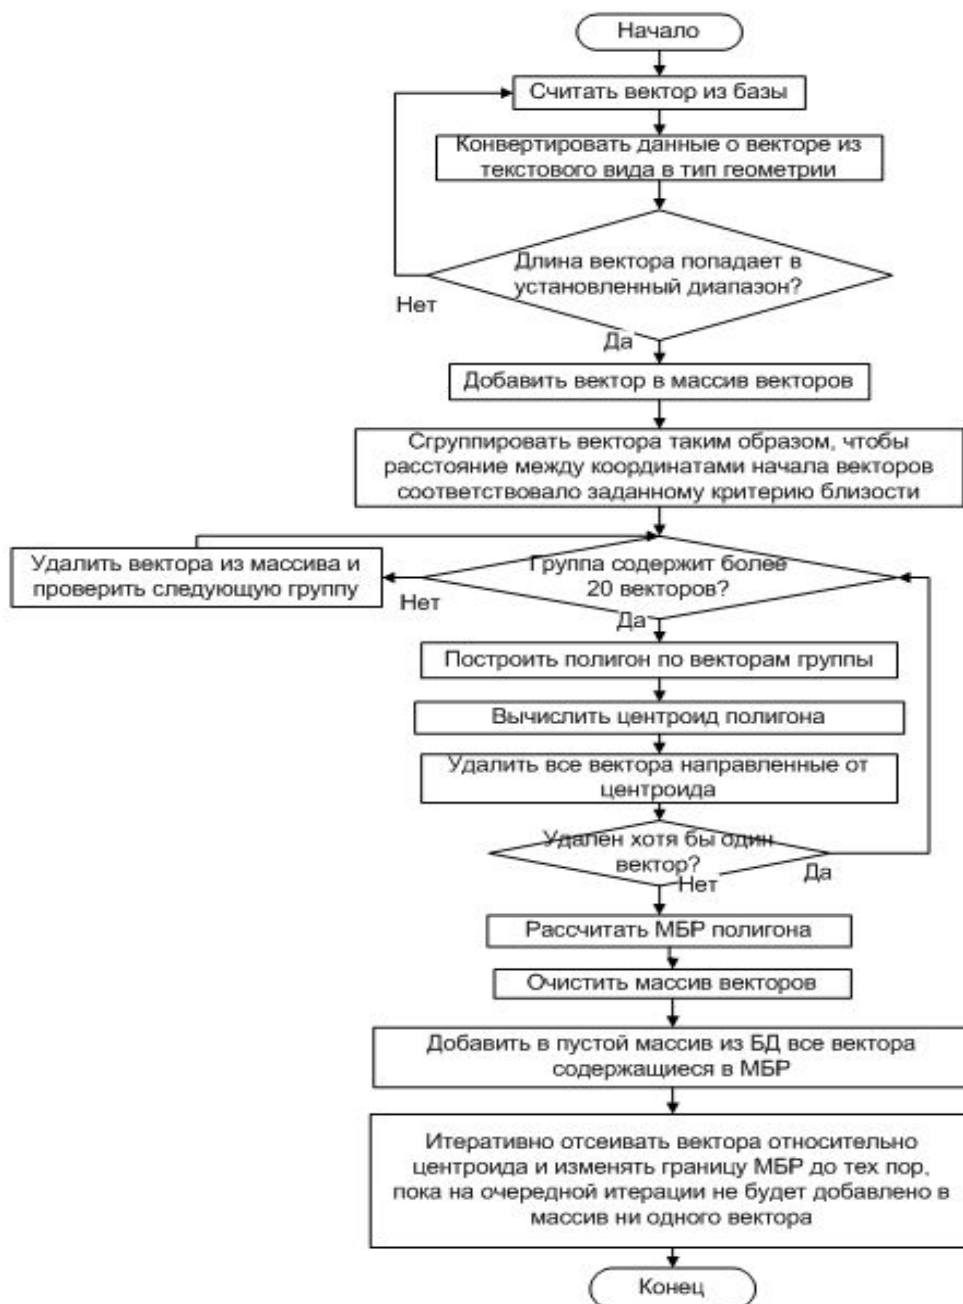 Начало
Считать вектор из базы
Конвертировать данные о векторе из
текстового вида в тип геометрии
Длина вектора попадает в
установленный диапазон?
Нет
Да
Добавить вектор в массив векторов
Сгруппировать вектора таким образом, чтобы
расстояние между координатами начала векторов
соответствовало заданному критерию близости
Удалить вектора из массива и
проверить следующую группу
Группа содержит более
20 векторов?
Нет
Да
Построить полигон по векторам группы
Вычислить центроид полигона
Удалить все вектора направленные от
центроида
Удален хотя бы один
вектор?
Да
Нет
Рассчитать МБР полигона
Очистить массив векторов
Добавить в пустой массив из БД все вектора
содержащиеся в МБР
Итеративно отсеивать вектора относительно
центроида и изменять границу МБР до тех пор,
пока на очередной итерации не будет добавлено в
массив ни одного вектора
Конец